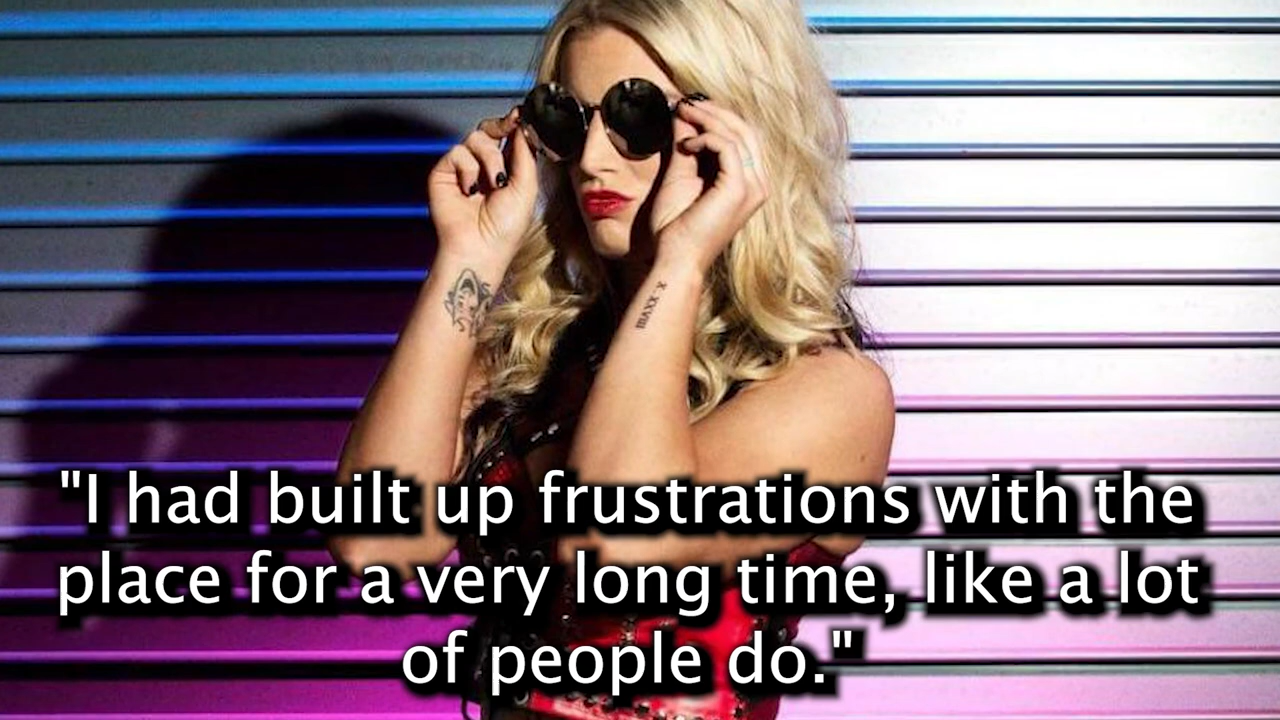 "I had built up frustrations with the
place for a very long time, like a lot
of people do."